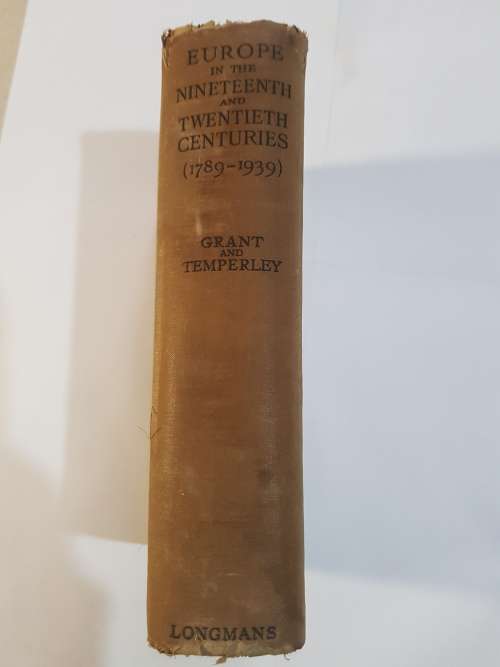 EUROPE
IN THE
NINETEENTH
AND
TWENTIETH
CENTURIES
(1789-1939)
GRANT
AND
TEMPERLEY
LONGMANS